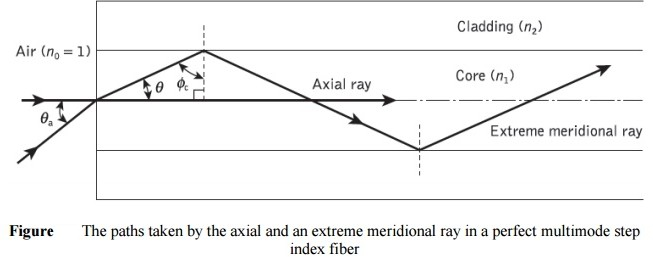 Cladding (n₂)
Air (n₀ = 1)
Core (n₁)
Axial ray
θ
ϕc
θa
Extreme meridional ray
Figure The paths taken by the axial and an extreme meridional ray in a perfect multimode step
index fiber